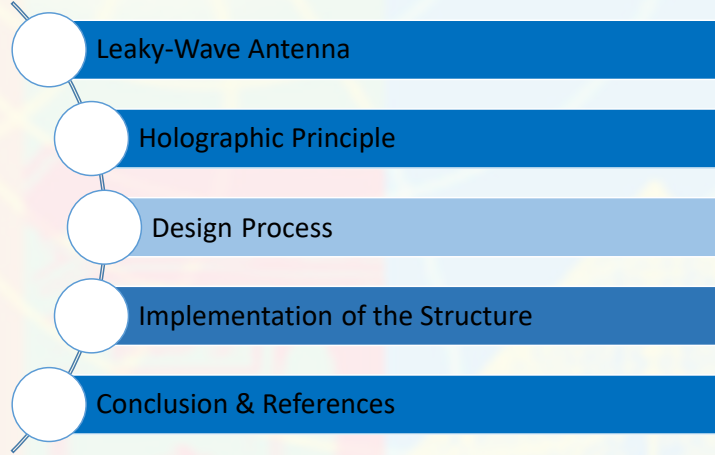 Leaky-Wave Antenna
Holographic Principle
Design Process
Implementation of the Structure
Conclusion & References